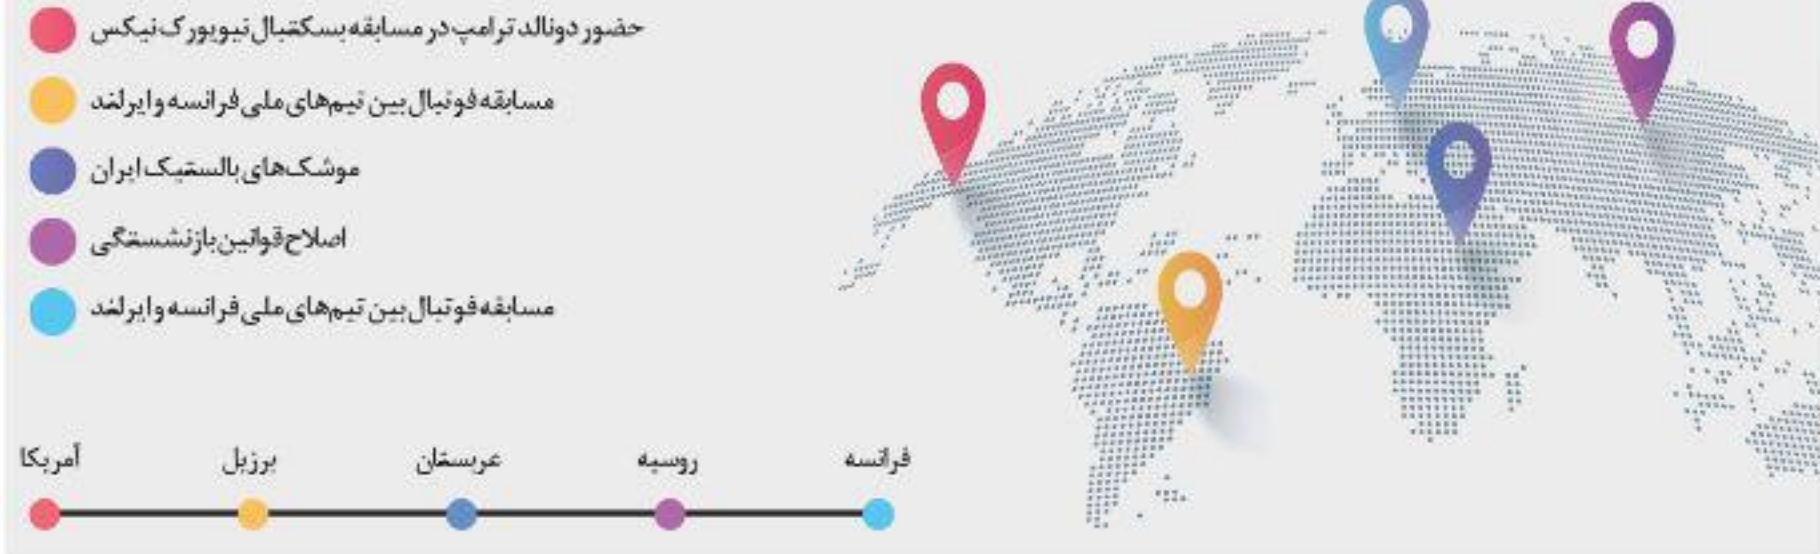 حضور دونالد ترامپ در مسابقه بسکتبال نیویورک نیکس
مسابقه فوتبال بین تیم‌های ملی فرانسه و ایرلند
موشک‌های بالستیک ایران
اصلاح قوانین بازنشستگی
مسابقه فوتبال بین تیم‌های ملی فرانسه و ایرلند
آمریکا برزیل عربستان روسیه فرانسه